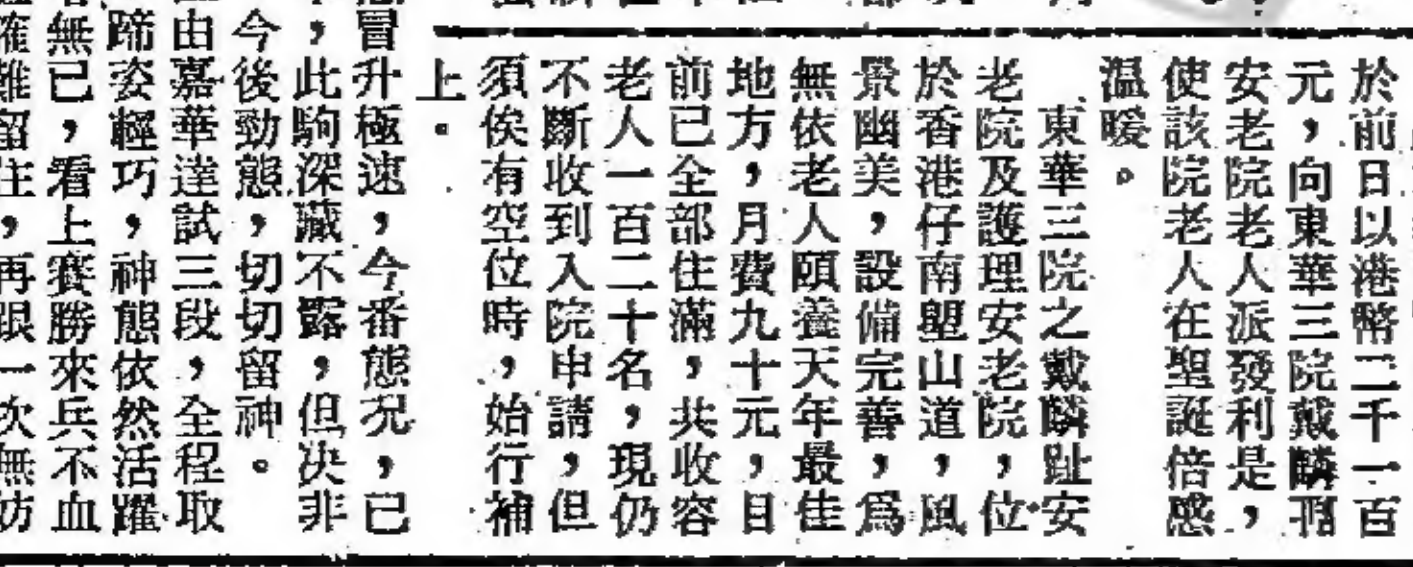 於前日以港幣二千一百
元，向東華三院戴麟趾
安老院老人派發利是，
使該院老人在聖誕倍感
溫暖。
東華三院之戴麟趾安
老院及護理安老院，位
於香港仔南朗山道，風
景幽美，設備完善，為
無依老人頤養天年最佳
地方，月費九十元，日
前已全部住滿，共收容
老人一百二十名，現仍
不斷收到入院申請，但
須俟有空位時，始行補
上。
冒升極速，今番態況，已
，此駒深藏不露，但决非
今後勁態，切切留神。
由嘉華達試三段，全程取
蹄姿輕巧，神態依然活躍
無已，看上賽勝來兵不血
難留住，再跟一次無妨